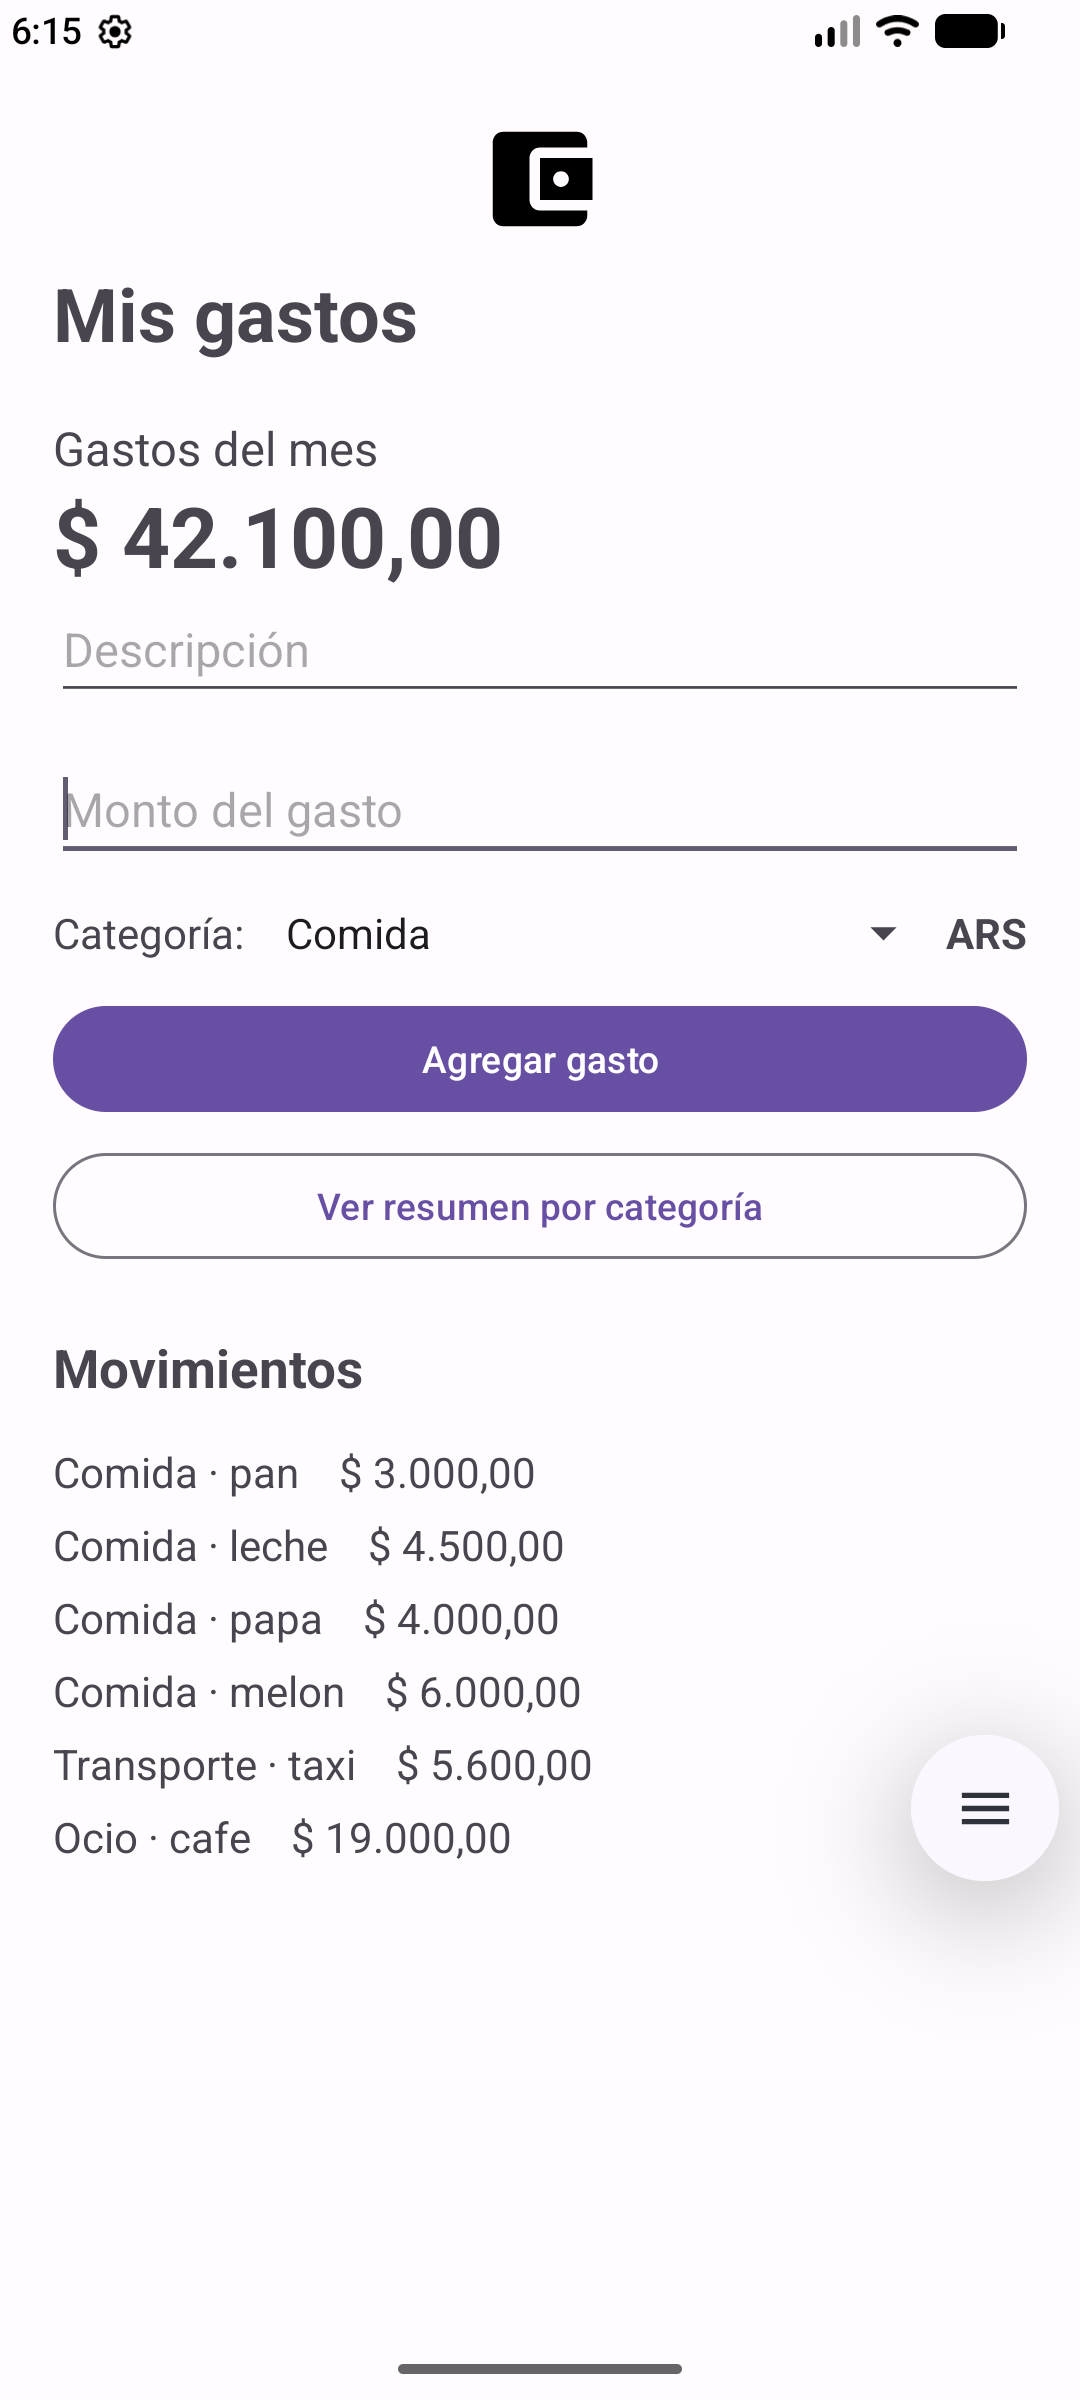 6:15
Mis gastos
Gastos del mes
$ 42.100,00
Descripción
Monto del gasto
Categoría: Comida ARS
Agregar gasto
Ver resumen por categoría
Movimientos
Comida · pan $ 3.000,00
Comida · leche $ 4.500,00
Comida · papa $ 4.000,00
Comida · melon $ 6.000,00
Transporte · taxi $ 5.600,00
Ocio · cafe $ 19.000,00